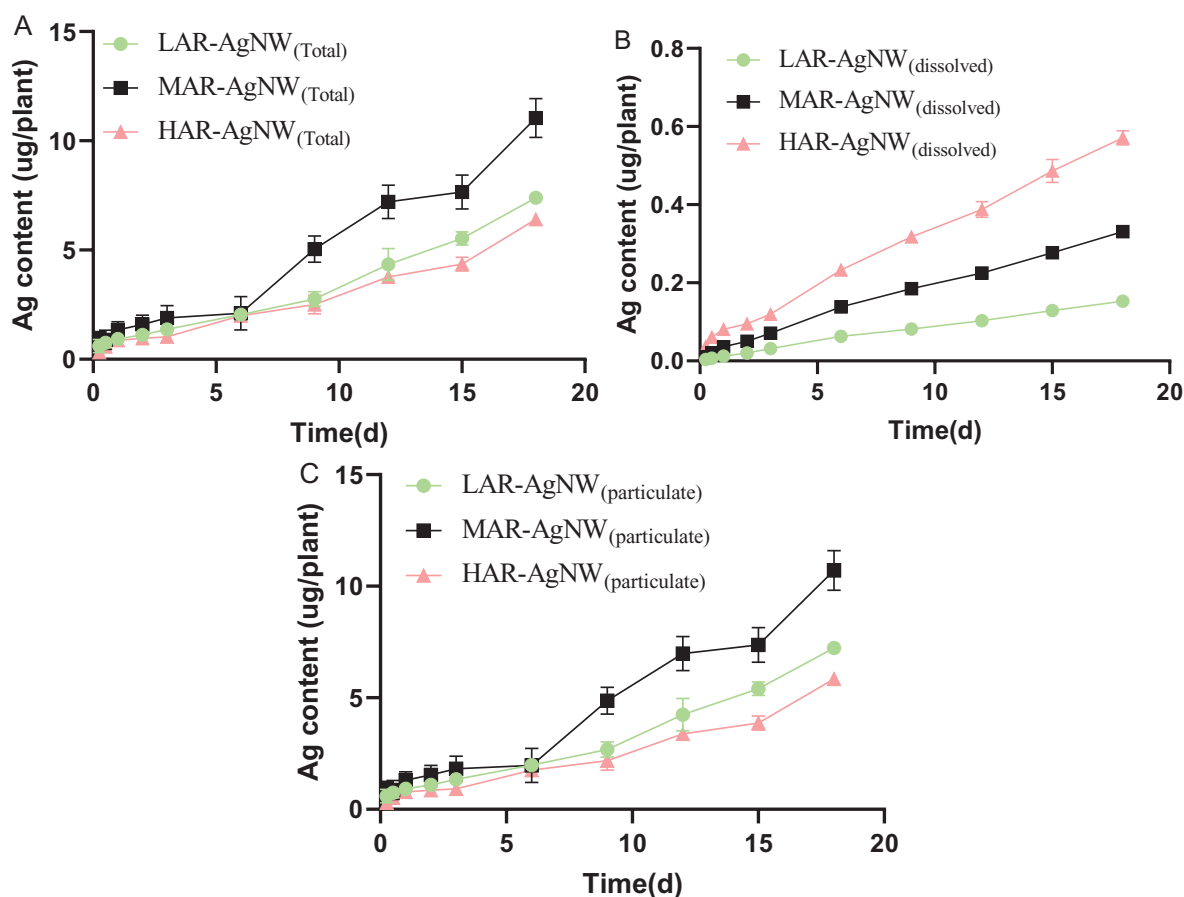 A
15
10
5
0
Ag content (ug/plant)
LAR-AgNW(Total)
MAR-AgNW(Total)
HAR-AgNW(Total)
0 5 10 15 20
Time(d)
B
0.8
0.6
0.4
0.2
0.0
Ag content (ug/plant)
LAR-AgNW(dissolved)
MAR-AgNW(dissolved)
HAR-AgNW(dissolved)
0 5 10 15 20
Time(d)
C
15
10
5
0
Ag content (ug/plant)
LAR-AgNW(particulate)
MAR-AgNW(particulate)
HAR-AgNW(particulate)
0 5 10 15 20
Time(d)